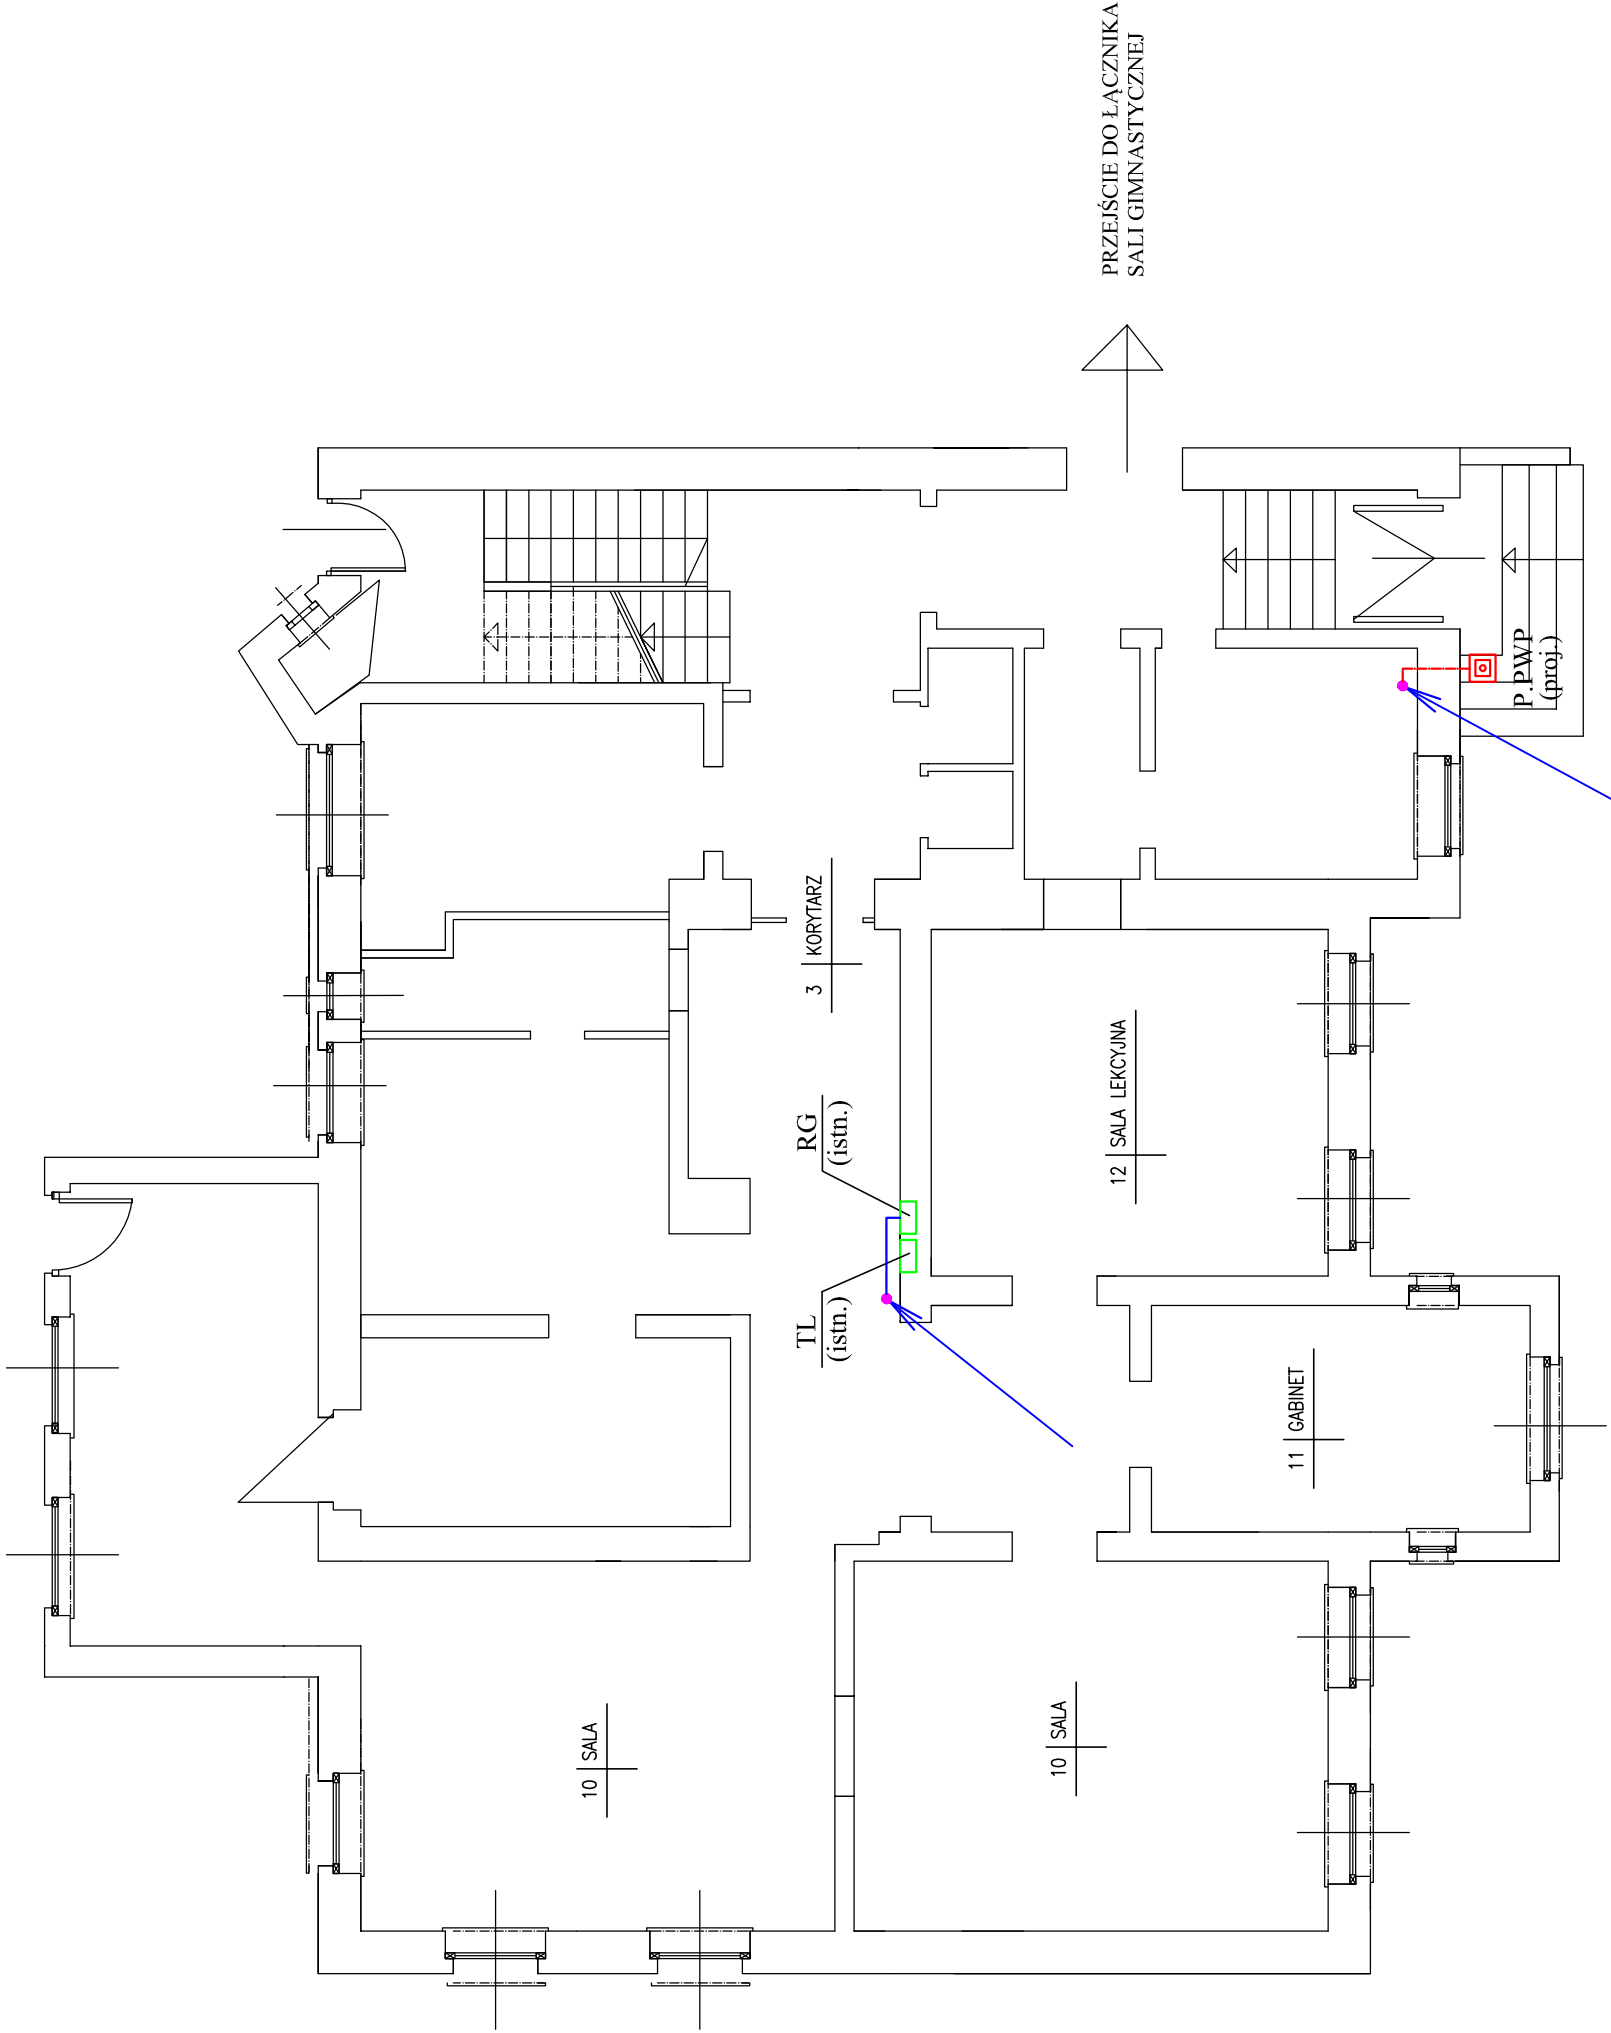 PRZEJŚCIE DO ŁĄCZNIKA
SALI GIMNASTYCZNEJ
P.PWP
(proj.)
3 KORYTARZ
RG
(istn.)
12 SALA LEKCYJNA
TL
(istn.)
11 GABINET
10 SALA
10 SALA